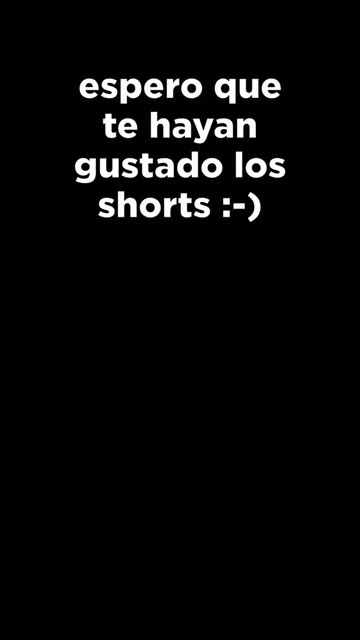 espero que
te hayan
gustado los
shorts :-)